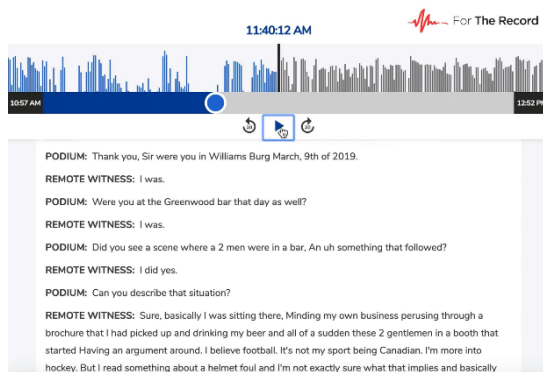 11:40:12 AM
For The Record
10:57 AM
12:52 P
PODIUM: Thank you, Sir were you in Williams Burg March, 9th of 2019.
REMOTE WITNESS: I was.
PODIUM: Were you at the Greenwood bar that day as well?
REMOTE WITNESS: I was.
PODIUM: Did you see a scene where a 2 men were in a bar, An uh something that followed?
REMOTE WITNESS: I did yes.
PODIUM: Can you describe that situation?
REMOTE WITNESS: Sure, basically I was sitting there, Minding my own business perusing through a
brochure that I had picked up and drinking my beer and all of a sudden these 2 gentlemen in a booth that
started Having an argument around. I believe football. It's not my sport being Canadian. I'm more into
hockey. But I read something about a helmet foul and I'm not exactly sure what that implies and basically